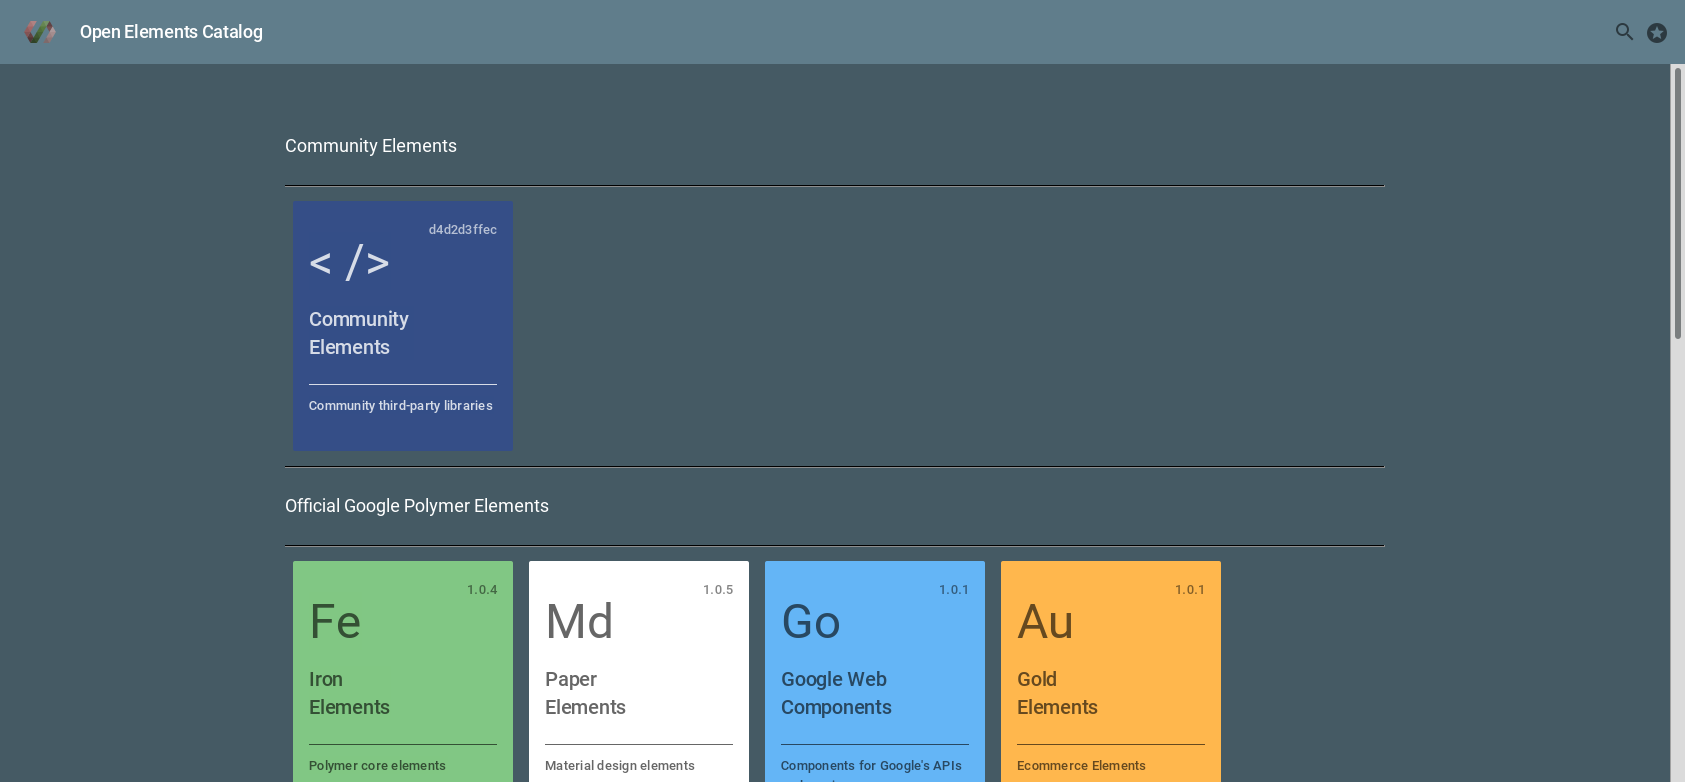 Open Elements Catalog
Community Elements
d4d2d3ffec
< />
Community
Elements
Community third-party libraries
Official Google Polymer Elements
1.0.4
Fe
Iron
Elements
Polymer core elements
1.0.5
Md
Paper
Elements
Material design elements
1.0.1
Go
Google Web
Components
Components for Google's APIs
1.0.1
Au
Gold
Elements
Ecommerce Elements